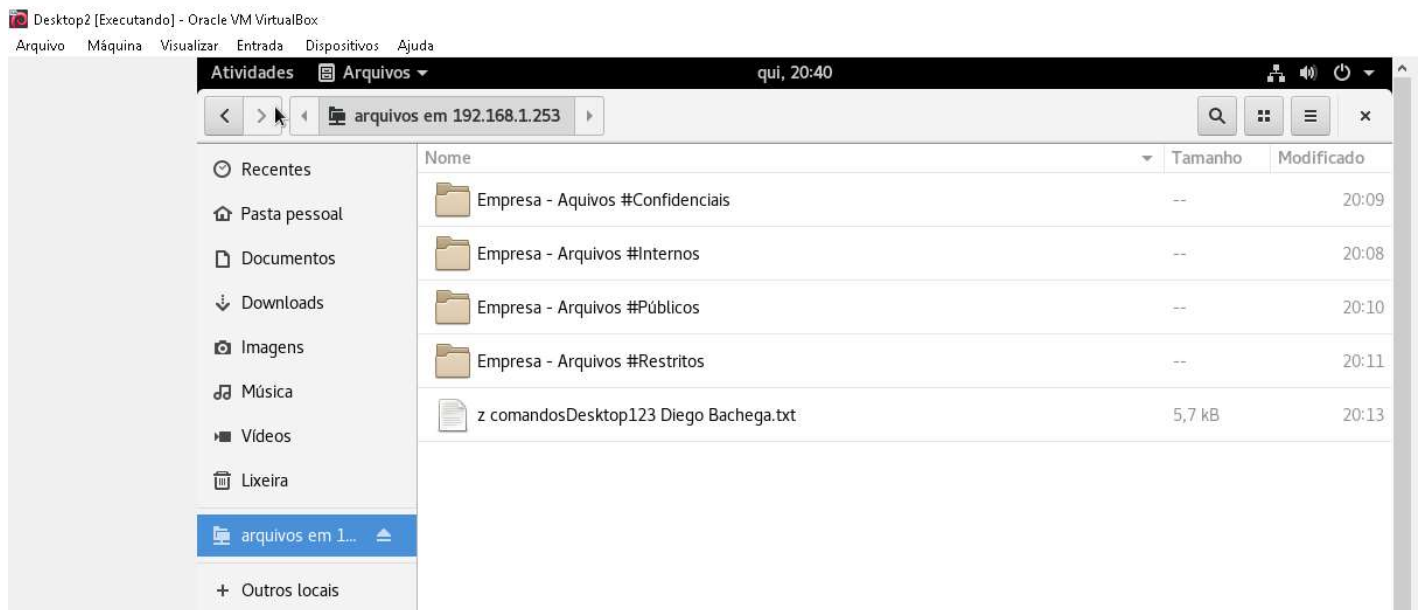 Desktop2 [Executando] - Oracle VM VirtualBox
Arquivo Máquina Visualizar Entrada Dispositivos Ajuda
Atividades Arquivos qui, 20:40
arquivos em 192.168.1.253
Nome Tamanho Modificado
Recentes
Empresa - Aquivos #Confidenciais -- 20:09
Pasta pessoal
Empresa - Arquivos #Internos -- 20:08
Documentos
Downloads
Empresa - Arquivos #Públicos -- 20:10
Imagens
Empresa - Arquivos #Restritos -- 20:11
Música
z comandosDesktop123 Diego Bachega.txt 5,7 kB 20:13
Vídeos
Lixeira
arquivos em 1...
+ Outros locais